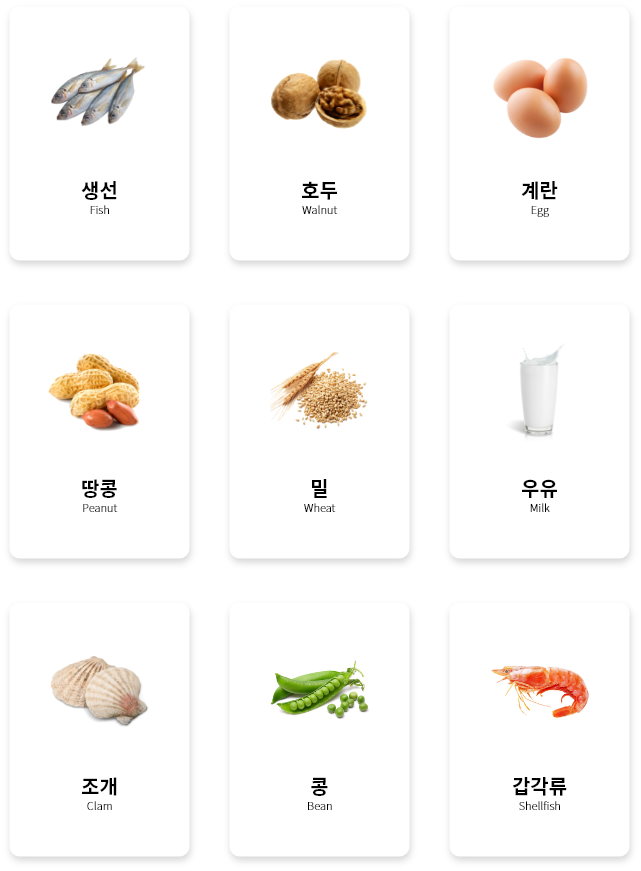 생선
Fish
호두
Walnut
계란
Egg
땅콩
Peanut
밀
Wheat
우유
Milk
조개
Clam
콩
Bean
갑각류
Shellfish